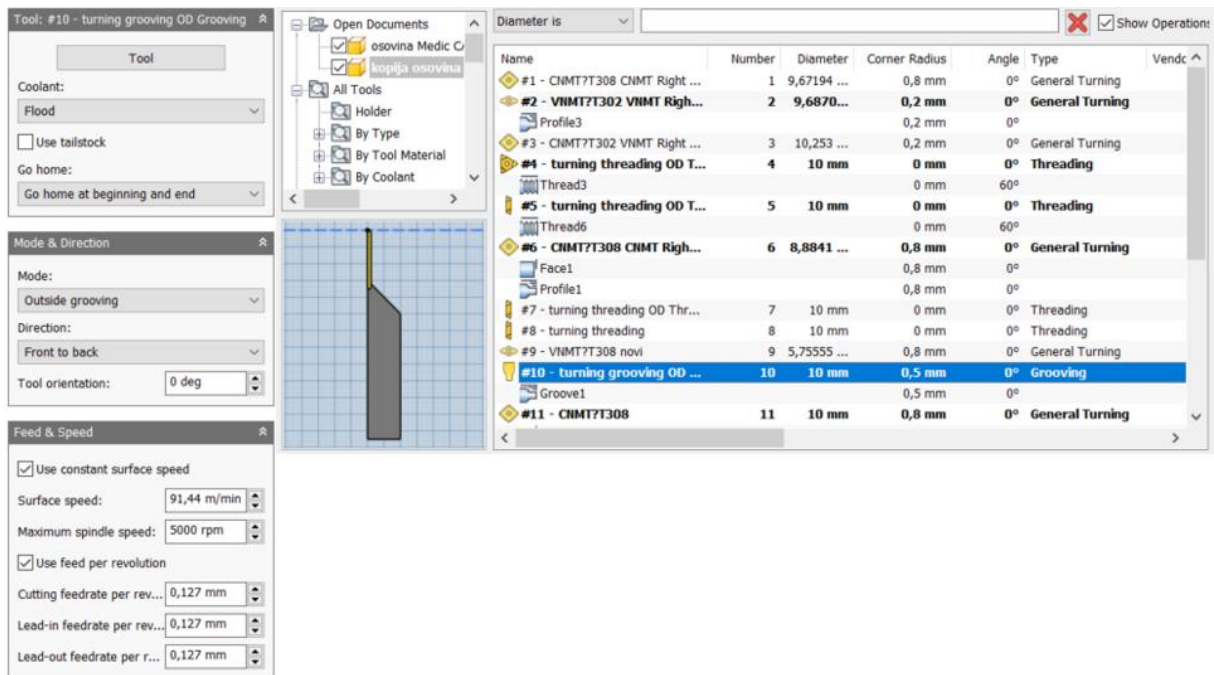 Tool: #10 - turning grooving OD Grooving
Tool
Coolant:
Flood
Use tailstock
Go home:
Go home at beginning and end
Mode & Direction
Mode:
Outside grooving
Direction:
Front to back
Tool orientation: 0 deg
Feed & Speed
Use constant surface speed
Surface speed: 91,44 m/min
Maximum spindle speed: 5000 rpm
Use feed per revolution
Cutting feedrate per rev... 0,127 mm
Lead-in feedrate per rev... 0,127 mm
Lead-out feedrate per r... 0,127 mm
Open Documents
osovina Medic C/
kopija osovina
All Tools
Holder
By Type
By Tool Material
By Coolant
Diameter is
Show Operations
Name Number Diameter Corner Radius Angle Type Vendc
#1 - CNMT?T308 CNMT Right ... 1 9,67194 ... 0,8 mm 0° General Turning
#2 - VNMT?T302 VNMT Righ... 2 9,6870... 0,2 mm 0° General Turning
Profile3 0,2 mm 0°
#3 - CNMT?T302 VNMT Right ... 3 10,253 ... 0,2 mm 0° General Turning
#4 - turning threading OD T... 4 10 mm 0 mm 0° Threading
Thread3 0 mm 60°
#5 - turning threading OD T... 5 10 mm 0 mm 0° Threading
Thread6 0 mm 60°
#6 - CNMT?T308 CNMT Righ... 6 8,8841 ... 0,8 mm 0° General Turning
Face1 0,8 mm 0°
Profile1 0,8 mm 0°
#7 - turning threading OD Thr... 7 10 mm 0 mm 0° Threading
#8 - turning threading 8 10 mm 0 mm 0° Threading
#9 - VNMT?T308 novi 9 5,75555 ... 0,8 mm 0° General Turning
#10 - turning grooving OD ... 10 10 mm 0,5 mm 0° Grooving
Groove1 0,5 mm 0°
#11 - CNMT?T308 11 10 mm 0,8 mm 0° General Turning